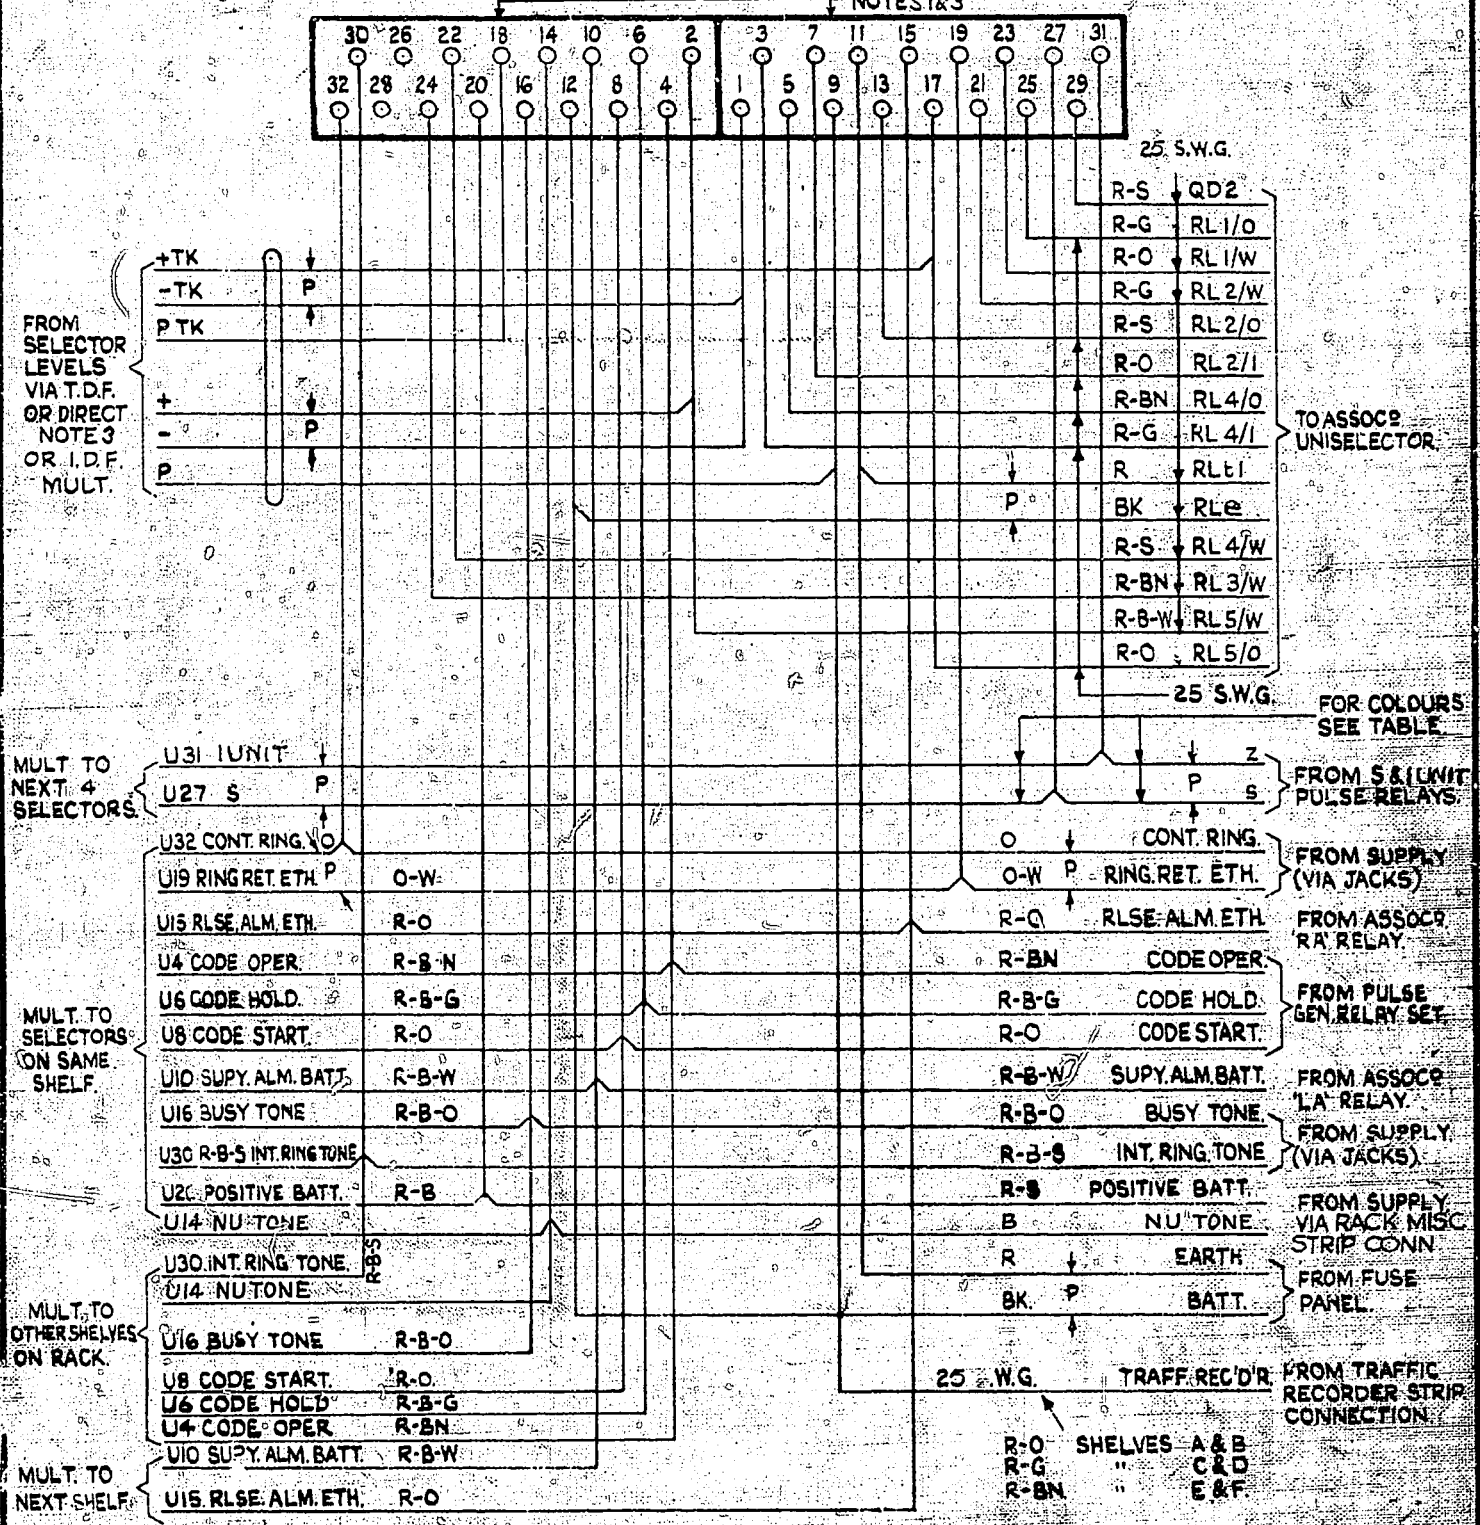 NOTES 1&3
30 26 22 18 14 10 6 2 3 7 11 15 19 23 27 31
32 28 24 20 16 12 8 4 1 5 9 13 17 21 25 29
25 S.W.G.
R-S QD2
R-G RL1/0
R-O RL1/W
R-G RL2/W
R-S RL2/0
R-O RL2/1
R-BN RL4/0
R-G RL4/1
R RLt1
BK RLe
R-S RL4/W
R-BN RL3/W
R-B-W RL5/W
R-O RL5/0
25 S.W.G.
P
TO ASSOCD
UNISELECTOR.
+TK
-TK
P TK
+
-
P
P
P
FROM
SELECTOR
LEVELS
VIA T.D.F.
OR DIRECT
NOTE 3
OR I.D.F.
MULT.
FOR COLOURS
SEE TABLE.
MULT TO
NEXT 4
SELECTORS.
U31 1UNIT
U27 S
P
Z
P
S
FROM S &1 UNIT
PULSE RELAYS.
U32 CONT. RING. O
P
U19 RING RET. ETH. O-W
U15 RLSE. ALM. ETH. R-O
U4 CODE OPER. R-B-N
U6 CODE HOLD. R-B-G
U8 CODE START. R-O
U10 SUPY. ALM. BATT. R-B-W
U16 BUSY TONE R-B-O
U30 R-B-S INT. RING TONE
POSITIVE BATT. R-B
U14 NU TONE
MULT. TO
SELECTORS
ON SAME
SHELF.
O CONT. RING.
O-W P RING. RET. ETH.
FROM SUPPLY
(VIA JACKS)
R-O RLSE. ALM. ETH
FROM ASSOCD
'RA' RELAY.
R-BN CODE OPER.
R-B-G CODE HOLD.
R-O CODE START.
FROM PULSE
GEN. RELAY SET.
R-B-W SUPY. ALM. BATT.
FROM ASSOCD
'LA' RELAY.
R-B-O BUSY TONE.
R-B-S INT. RING. TONE
FROM SUPPLY
(VIA JACKS).
POSITIVE BATT.
B NU TONE
FROM SUPPLY
VIA RACK MISC
STRIP CONN
R EARTH
BK. P BATT.
FROM FUSE
PANEL.
U30. INT. RING TONE. R-B-S
U14 NU TONE
U16 BUSY TONE R-B-O
U8 CODE START. R-O.
U6 CODE HOLD R-B-G
U4 CODE OPER R-BN
MULT. TO
OTHER SHELVES
ON RACK.
U10 SUPY. ALM. BATT. R-B-W
U15. RLSE. ALM. ETH. R-O
MULT. TO
NEXT SHELF.
25 .W.G. TRAFF. REC'D'R.
FROM TRAFFIC
RECORDER STRIP
CONNECTION.
R-O SHELVES A & B
R-G " C & D
R-BN " E & F.